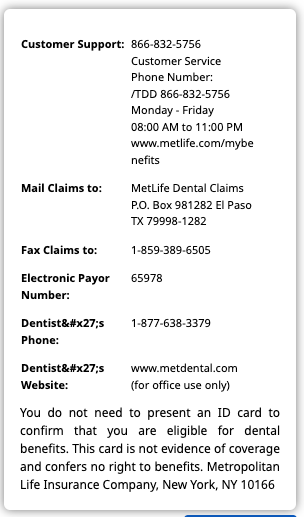 Customer Support: 866-832-5756
Customer Service
Phone Number:
/TDD 866-832-5756
Monday - Friday
08:00 AM to 11:00 PM
www.metlife.com/mybe
nefits
Mail Claims to: MetLife Dental Claims
P.O. Box 981282 El Paso
TX 79998-1282
Fax Claims to: 1-859-389-6505
Electronic Payor 65978
Number:
Dentist&#x27;s 1-877-638-3379
Phone:
Dentist&#x27;s www.metdental.com
Website: (for office use only)
You do not need to present an ID card to
confirm that you are eligible for dental
benefits. This card is not evidence of coverage
and confers no right to benefits. Metropolitan
Life Insurance Company, New York, NY 10166